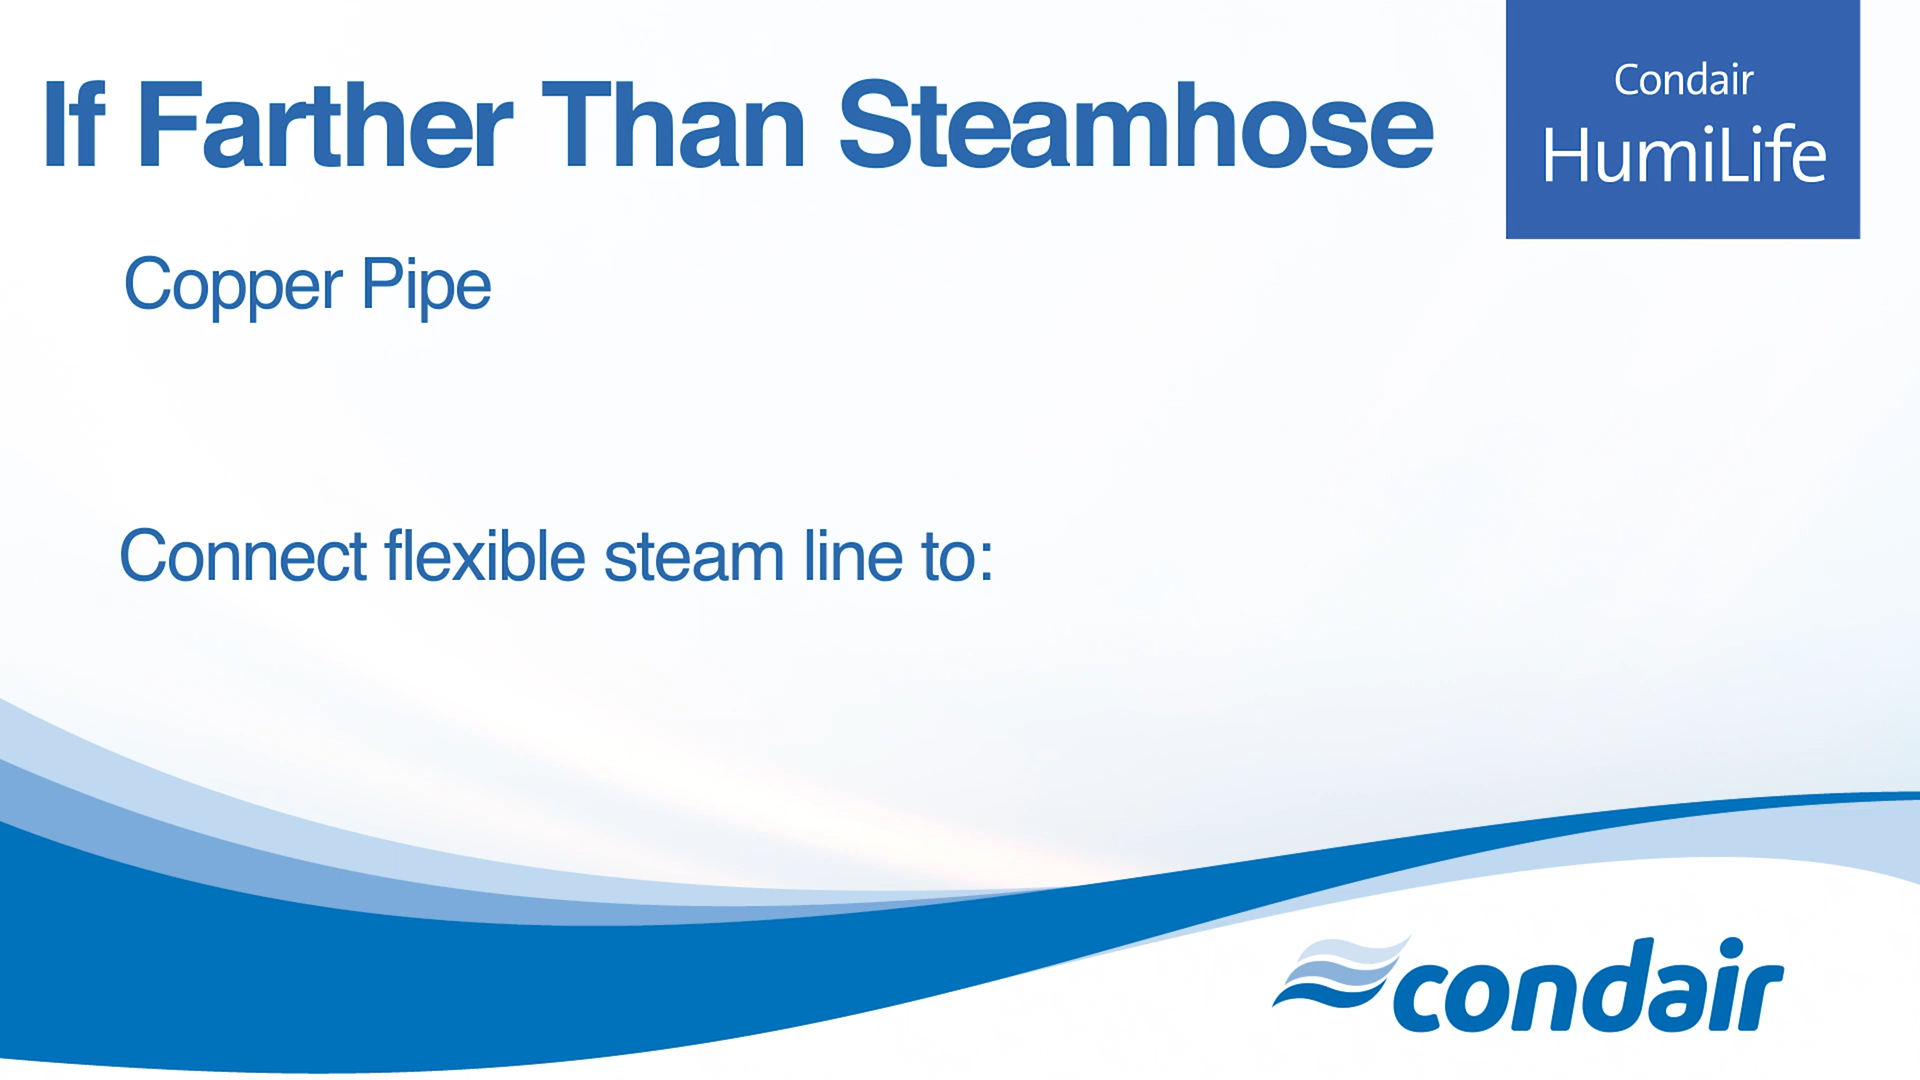 If Farther Than Steamhose
Condair
HumiLife
Copper Pipe
Connect flexible steam line to:
condair